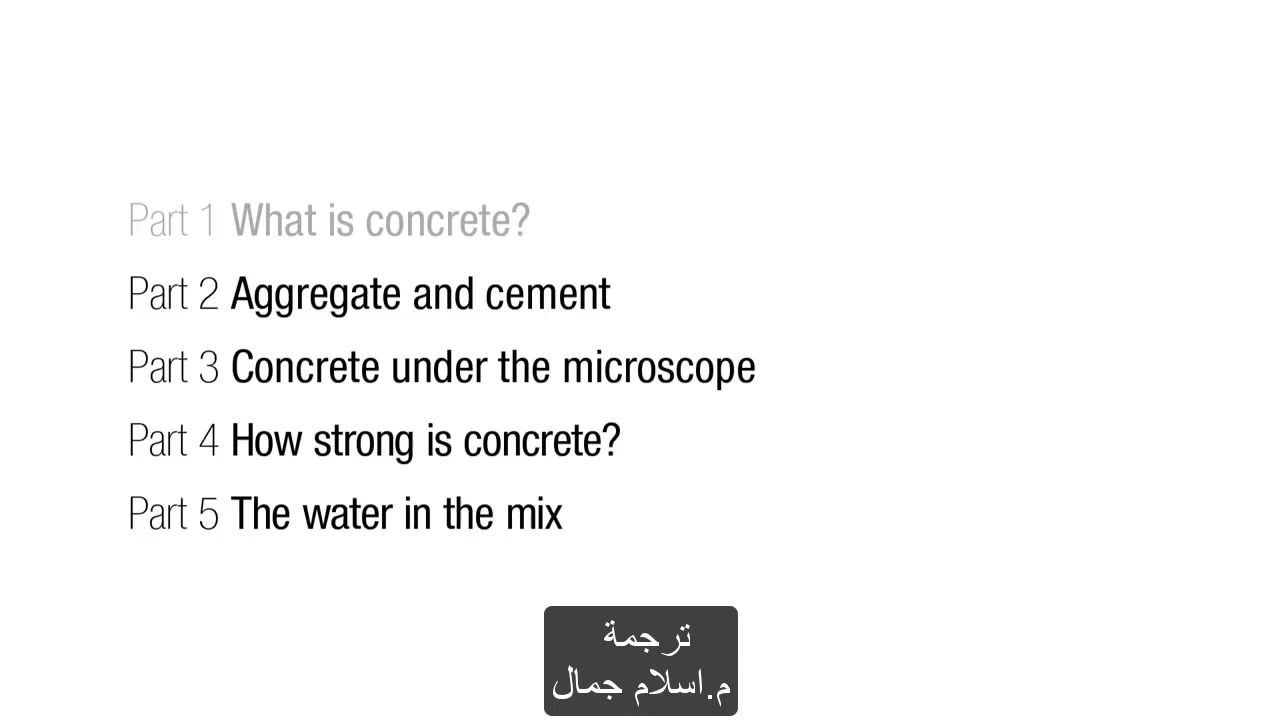 Part 1 What is concrete?
Part 2 Aggregate and cement
Part 3 Concrete under the microscope
Part 4 How strong is concrete?
Part 5 The water in the mix
ترجمة
م.اسلام جمال